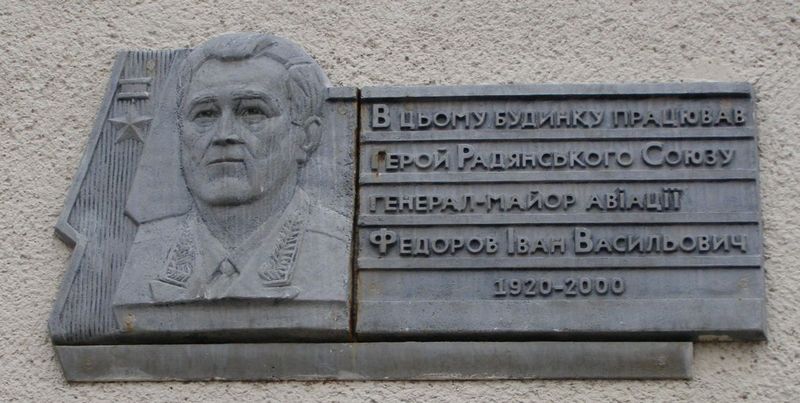 В цьому будинку працював
Герой Радянського Союзу
генерал-майор авіації
Федоров Іван Васильович
1920-2000